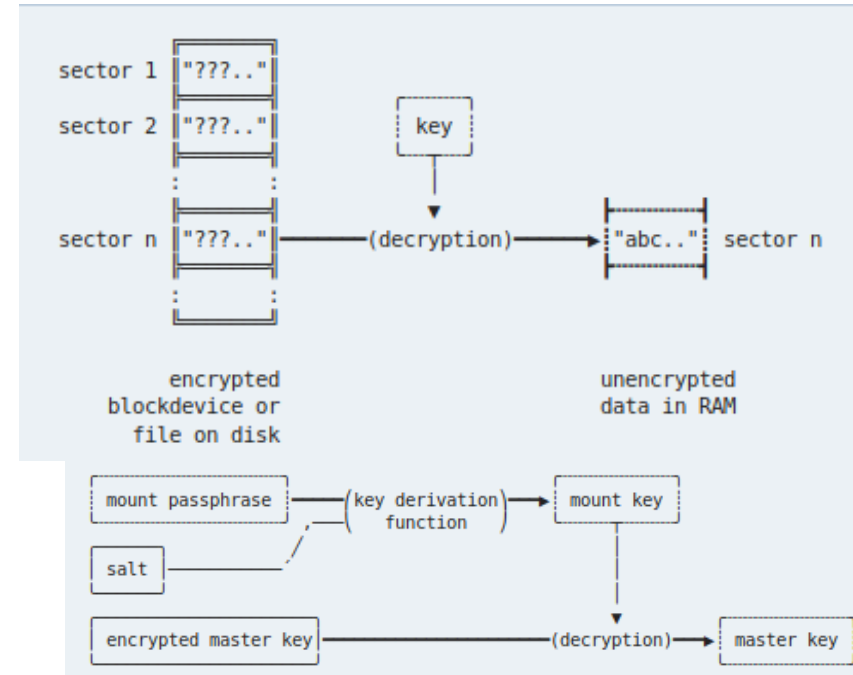 sector 1 "???.."
sector 2 "???.."
key
: :
sector n "???.." (decryption) "abc.." sector n
: :
encrypted unencrypted
blockdevice or data in RAM
file on disk
mount passphrase (key derivation mount key
function)
salt
encrypted master key (decryption) master key